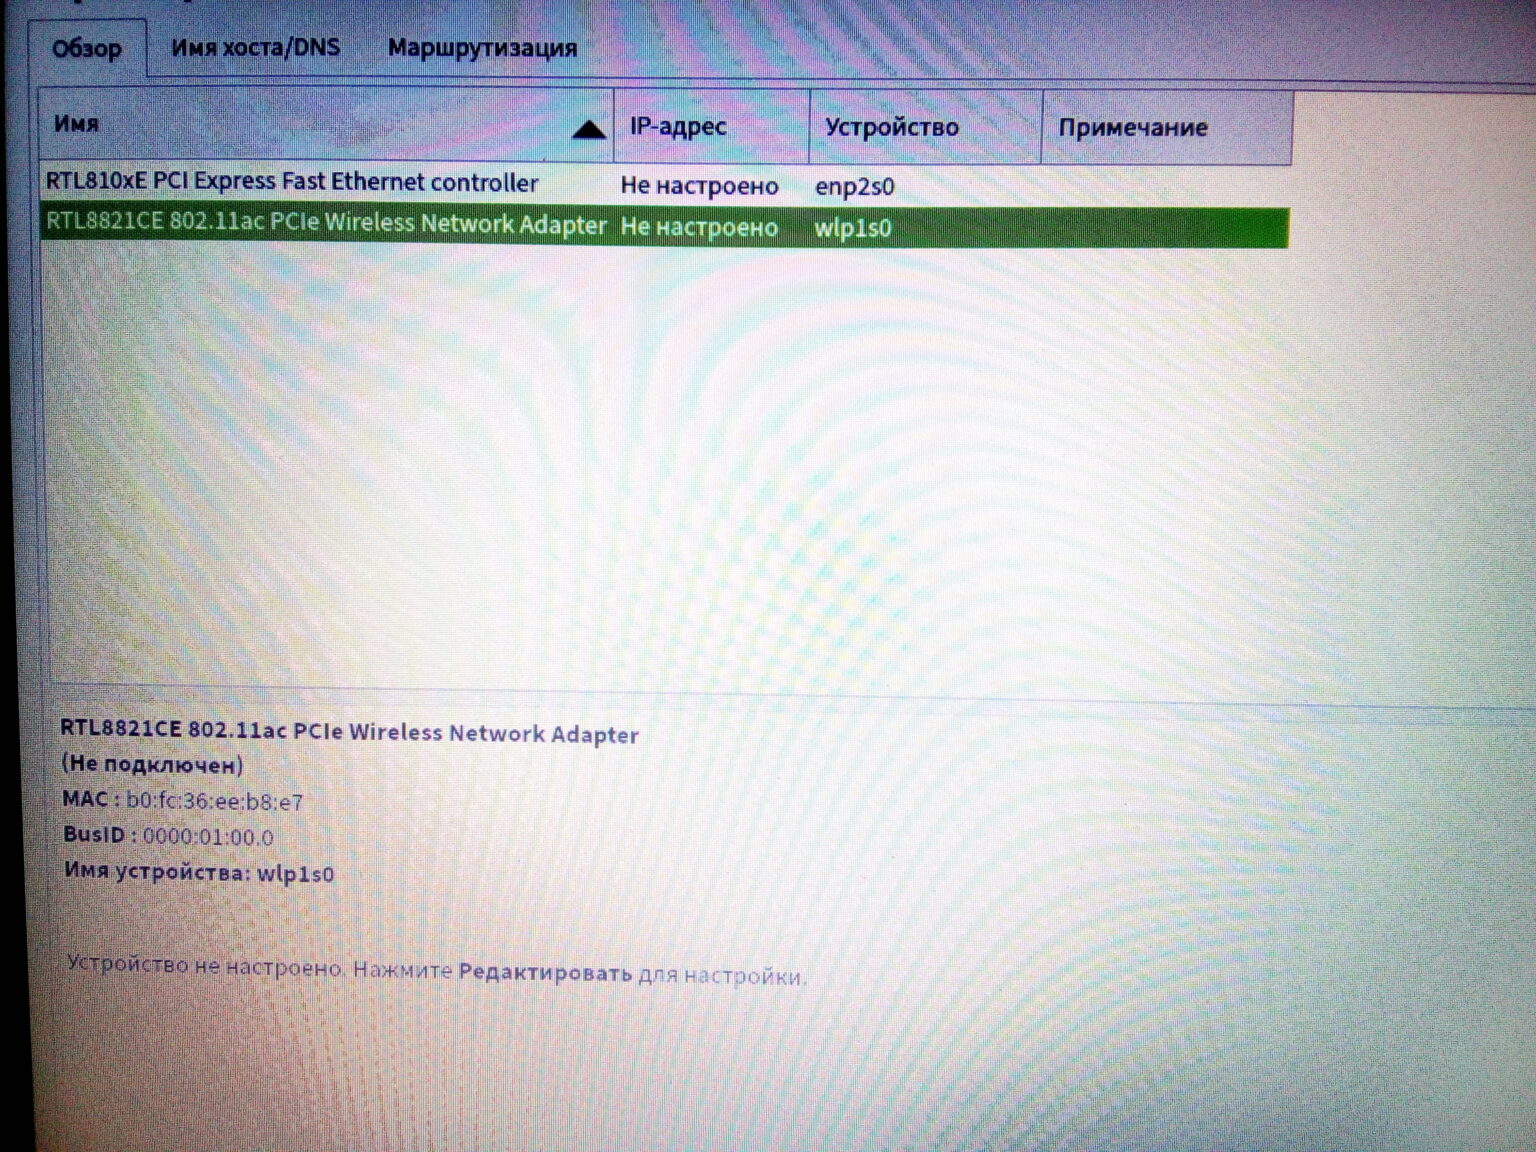 Обзор Имя хоста/DNS Маршрутизация
Имя IP-адрес Устройство Примечание
RTL810xE PCI Express Fast Ethernet controller Не настроено enp2s0
RTL8821CE 802.11ac PCIe Wireless Network Adapter Не настроено wlp1s0
RTL8821CE 802.11ac PCIe Wireless Network Adapter
(Не подключен)
MAC : b0:fc:36:ee:b8:e7
BusID : 0000:01:00.0
Имя устройства: wlp1s0
Устройство не настроено. Нажмите Редактировать для настройки.